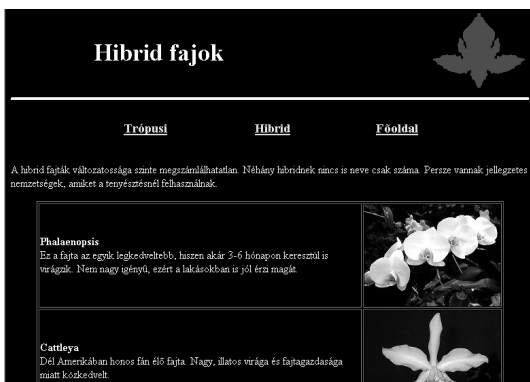 Hibrid fajok
Trópusi Hibrid Fõoldal
A hibrid fajták változatossága szinte megszámlálhatatlan. Néhány hibridnek nincs is neve csak száma. Persze vannak jellegzetes
nemzetségek, amiket a tenyésztésnél felhasználnak.
Phalaenopsis
Ez a fajta az egyik legkedveltebb, hiszen akár 3-6 hónapon keresztül is
virágzik. Nem nagy igényû, ezért a lakásokban is jól érzi magát.
Cattleya
Dél Amerikában honos fán élõ fajta. Nagy, illatos virága és fajtagazdasága
miatt közkedvelt.